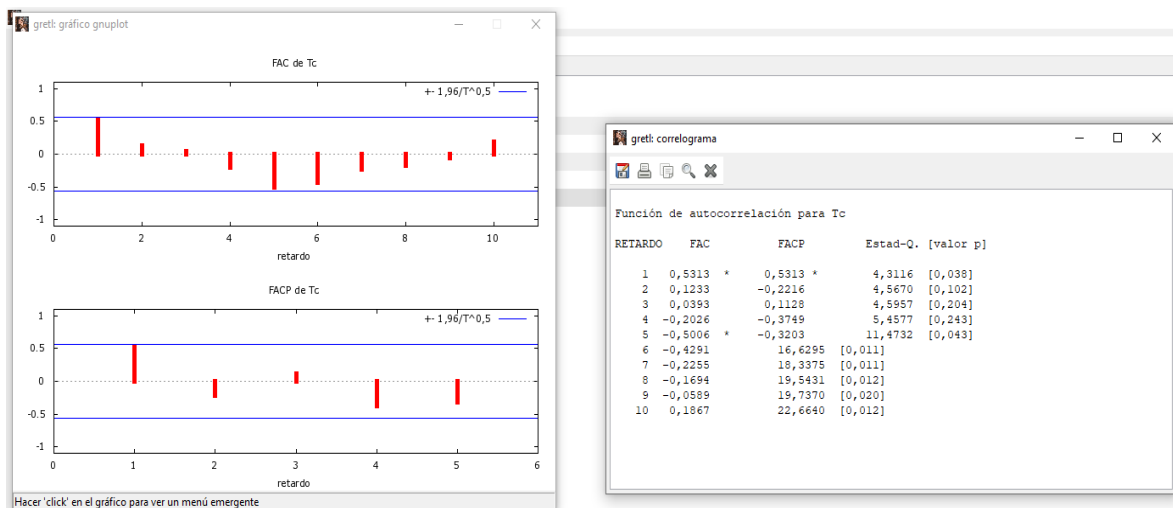 gretl: gráfico gnuplot
FAC de Tc
+- 1,96/T^0,5
1
0.5
0
-0.5
-1
0 2 4 6 8 10
retardo
FACP de Tc
+- 1,96/T^0,5
1
0.5
0
-0.5
-1
0 1 2 3 4 5 6
retardo
Hacer 'click' en el gráfico para ver un menú emergente
gretl: correlograma
Función de autocorrelación para Tc
RETARDO FAC FACP Estad-Q. [valor p]
1 0,5313 * 0,5313 * 4,3116 [0,038]
2 0,1233 -0,2216 4,5670 [0,102]
3 0,0393 0,1128 4,5957 [0,204]
4 -0,2026 -0,3749 5,4577 [0,243]
5 -0,5006 * -0,3203 11,4732 [0,043]
6 -0,4291 16,6295 [0,011]
7 -0,2255 18,3375 [0,011]
8 -0,1694 19,5431 [0,012]
9 -0,0589 19,7370 [0,020]
10 0,1867 22,6640 [0,012]